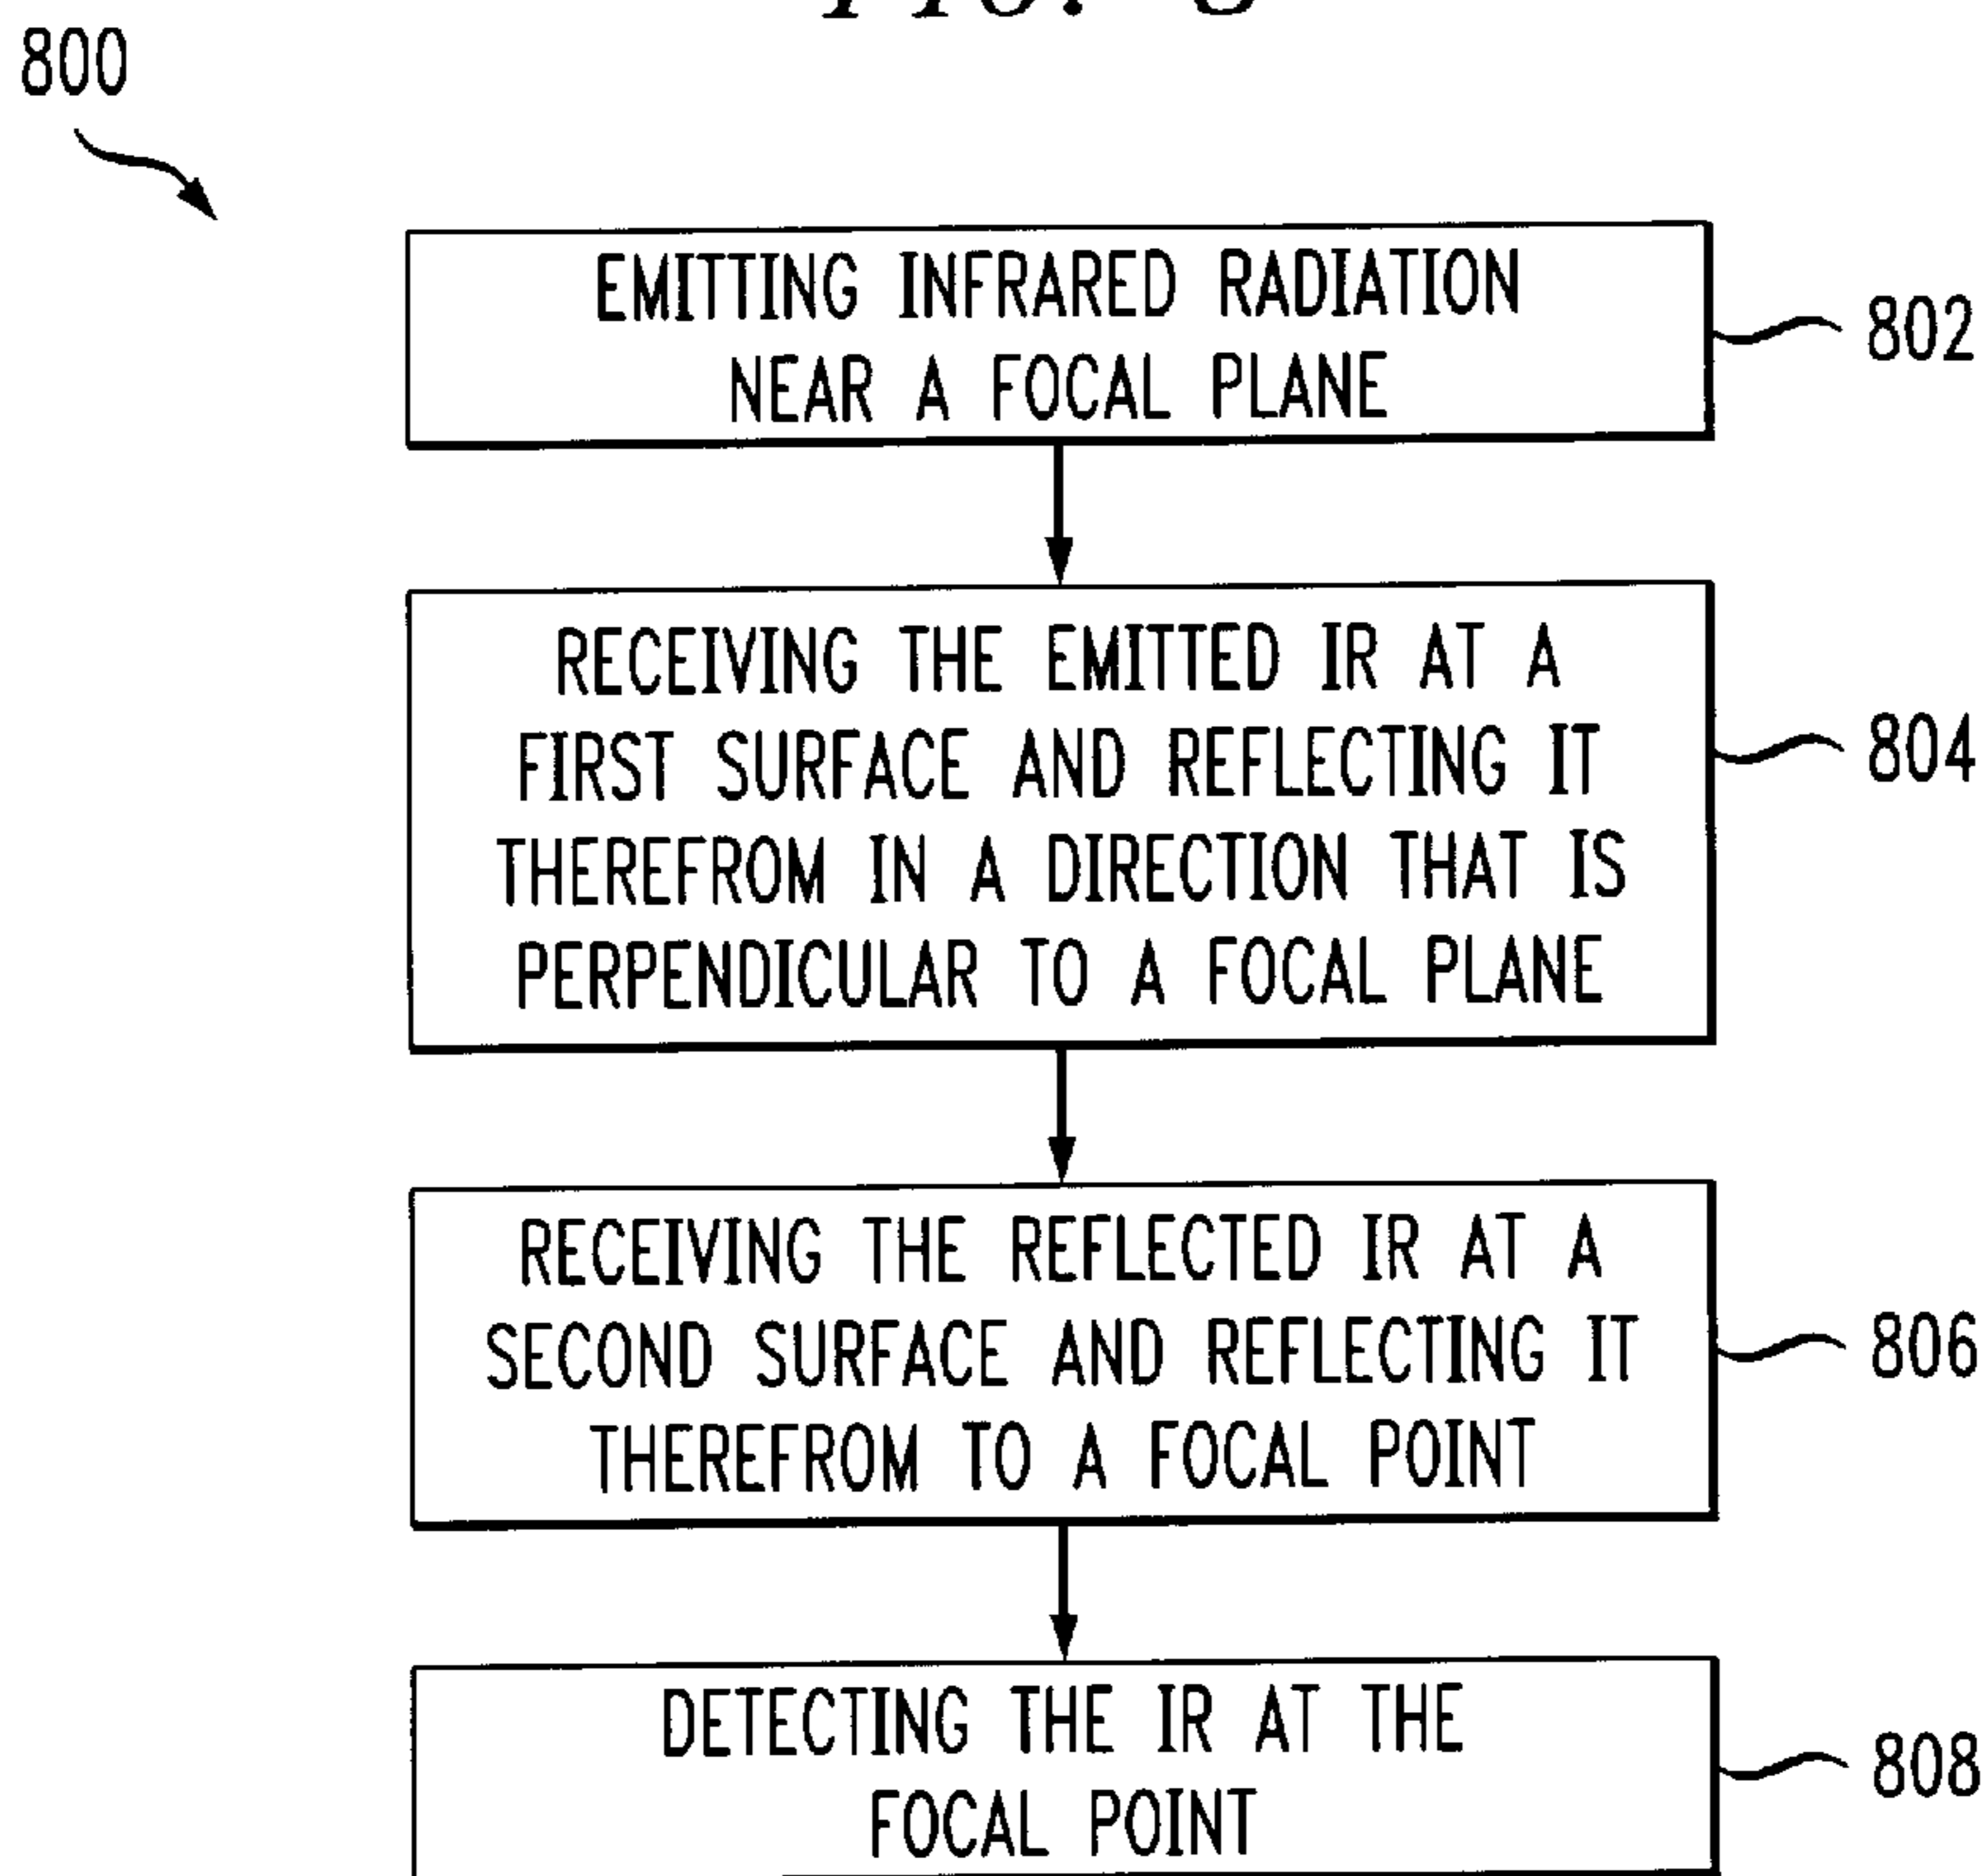 800
EMITTING INFRARED RADIATION
NEAR A FOCAL PLANE
802
RECEIVING THE EMITTED IR AT A
FIRST SURFACE AND REFLECTING IT
THEREFROM IN A DIRECTION THAT IS
PERPENDICULAR TO A FOCAL PLANE
804
RECEIVING THE REFLECTED IR AT A
SECOND SURFACE AND REFLECTING IT
THEREFROM TO A FOCAL POINT
806
DETECTING THE IR AT THE
FOCAL POINT
808